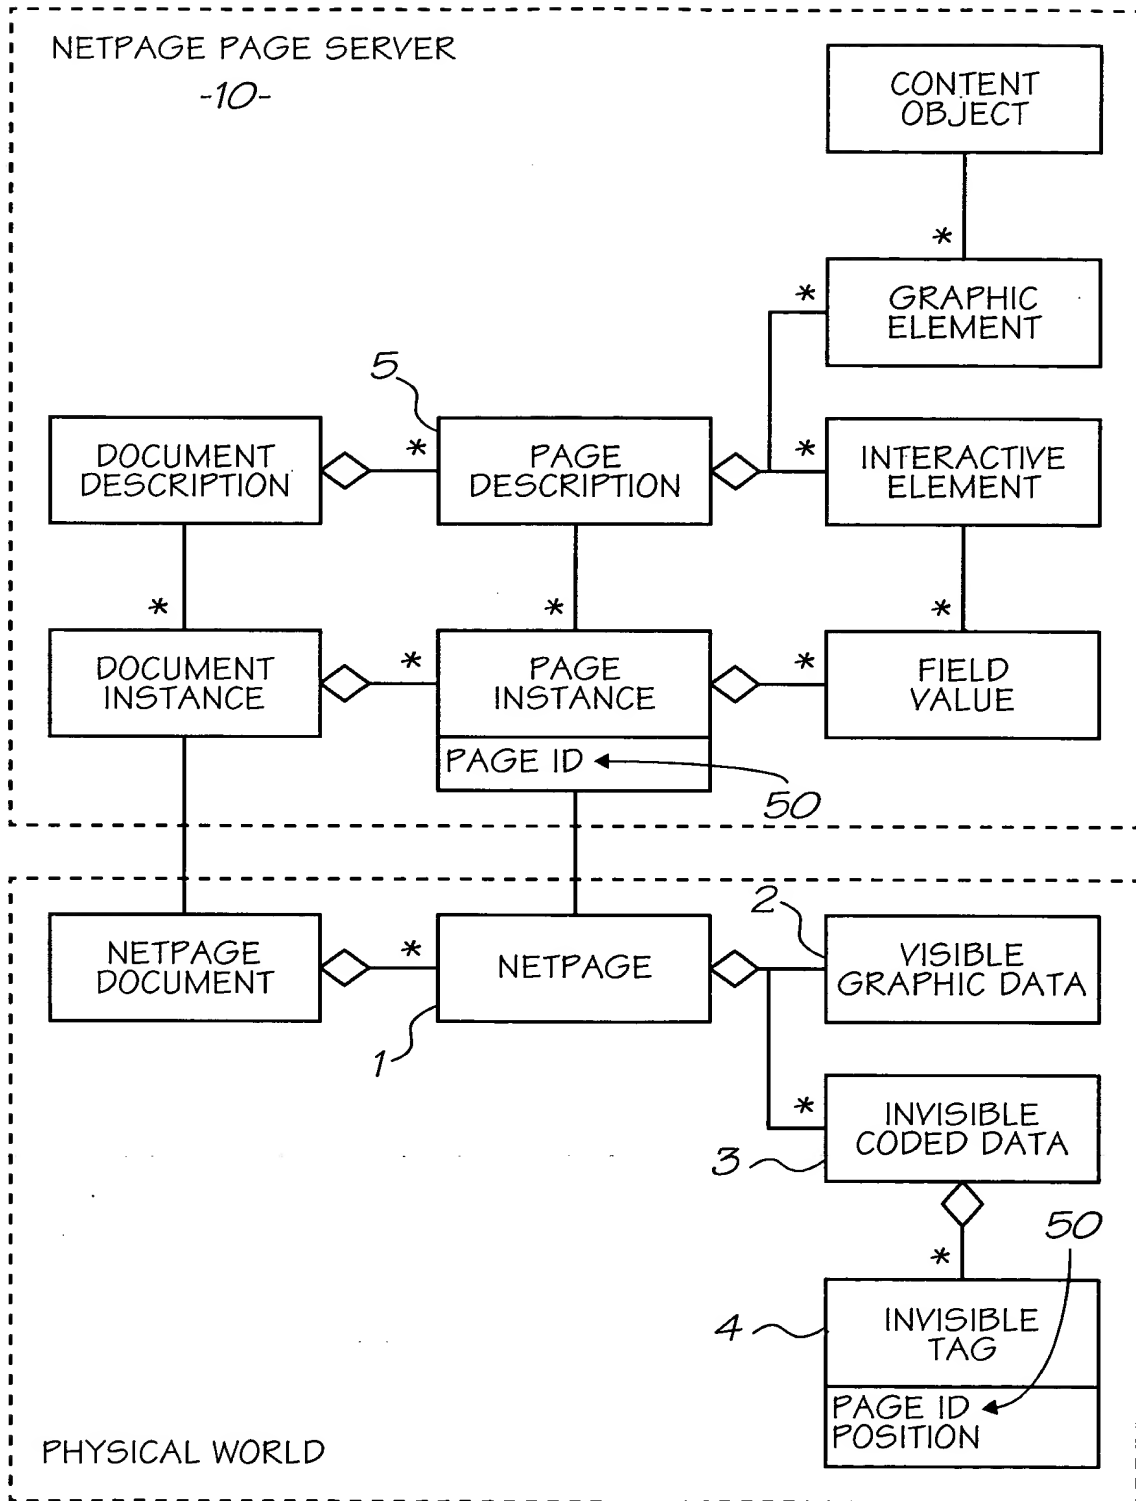 NETPAGE PAGE SERVER
-10-
CONTENT
OBJECT
*
*
GRAPHIC
ELEMENT
5
DOCUMENT
DESCRIPTION
*
PAGE
DESCRIPTION
*
INTERACTIVE
ELEMENT
*
*
*
DOCUMENT
INSTANCE
*
PAGE
INSTANCE
*
FIELD
VALUE
PAGE ID
50
2
NETPAGE
DOCUMENT
*
NETPAGE
VISIBLE
GRAPHIC DATA
1
*
INVISIBLE
CODED DATA
3
50
*
4
INVISIBLE
TAG
PAGE ID
POSITION
PHYSICAL WORLD